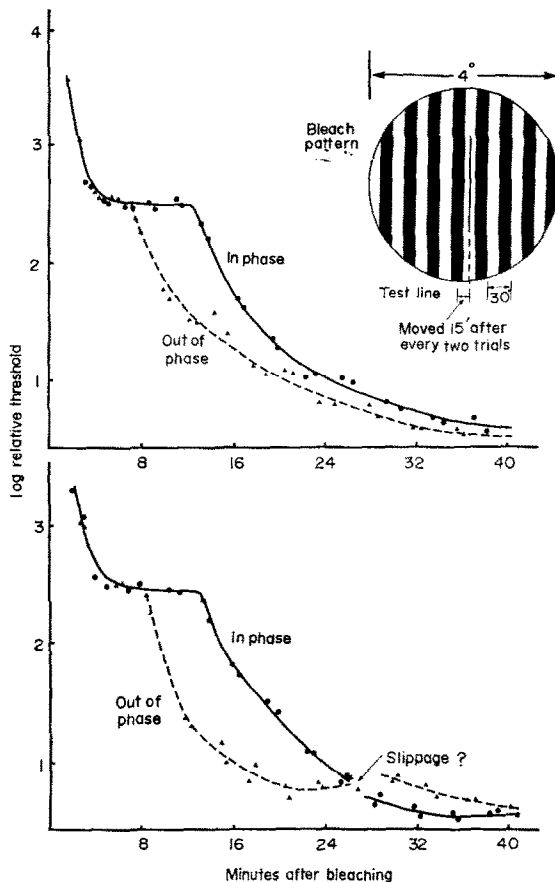 4
4°
Bleach
pattern
3
In phase
2
Test line
30'
Moved 15' after
every two trials
Out of
phase
1
8
16
24
32
40
log relative threshold
3
In phase
2
Out of
phase
Slippage ?
1
8
16
24
32
40
Minutes after bleaching